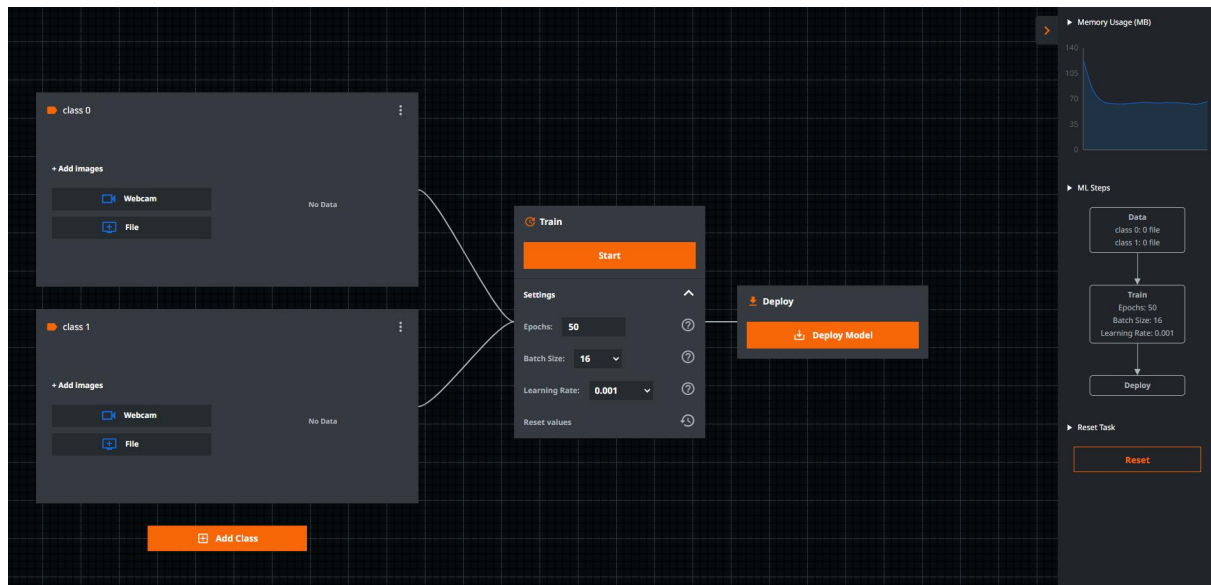 class 0
+ Add Images
Webcam
File
No Data
class 1
+ Add Images
Webcam
File
No Data
Add Class
Train
Start
Settings
Epochs: 50
Batch Size: 16
Learning Rate: 0.001
Reset values
Deploy
Deploy Model
Memory Usage (MB)
140
105
70
35
0
ML Steps
Data
class 0: 0 file
class 1: 0 file
Train
Epochs: 50
Batch Size: 16
Learning Rate: 0.001
Deploy
Reset Task
Reset